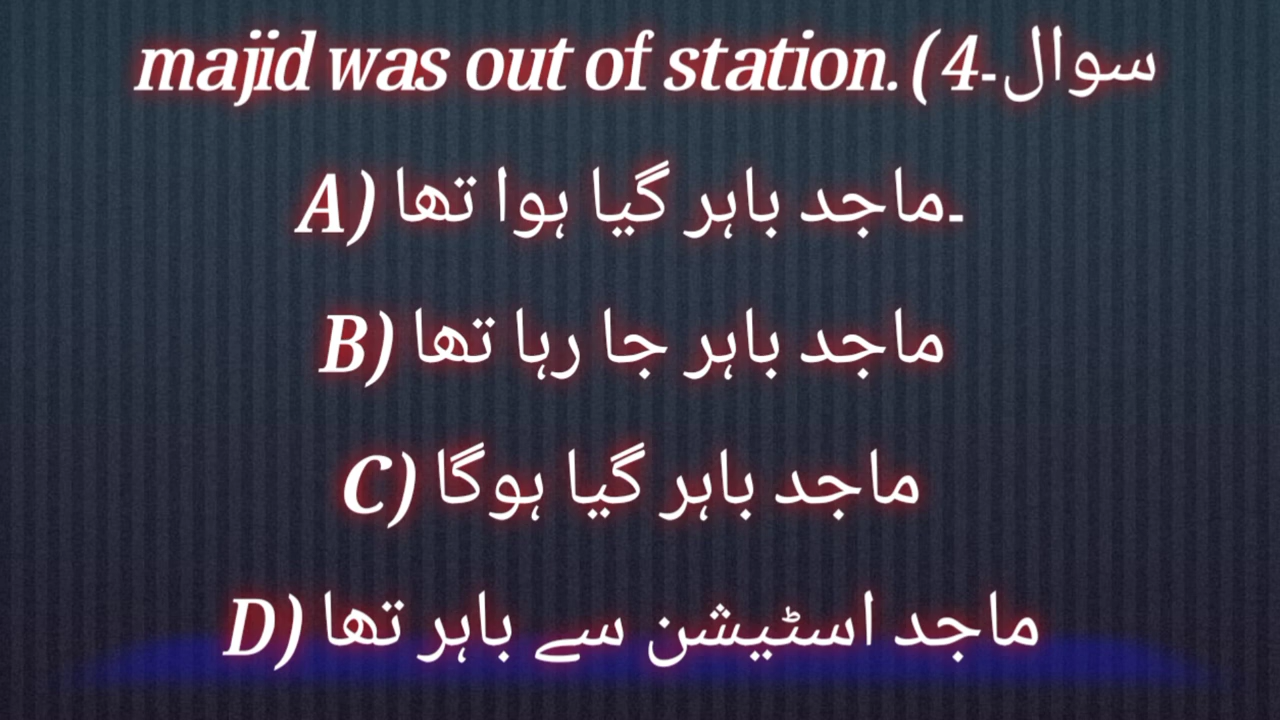 سوال۔4) majid was out of station.
A) ماجد باہر گیا ہوا تھا۔
B) ماجد باہر جا رہا تھا
C) ماجد باہر گیا ہوگا
D) ماجد اسٹیشن سے باہر تھا